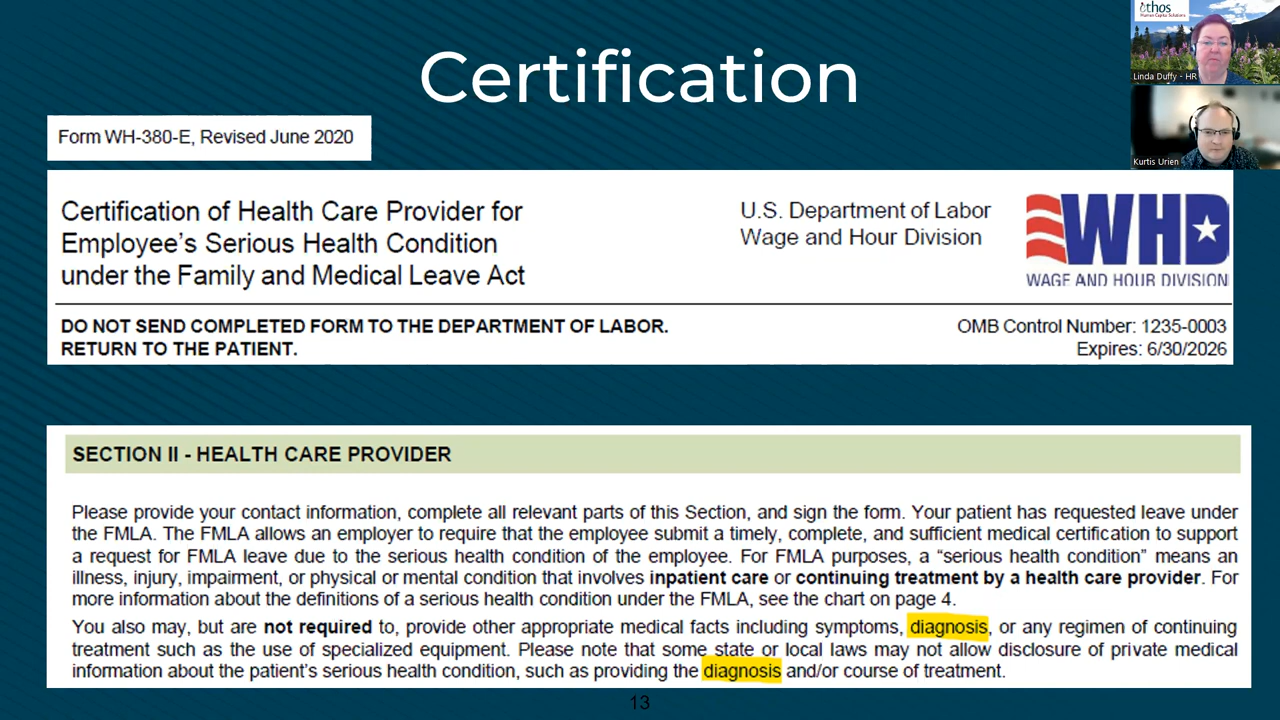 Certification
Form WH-380-E, Revised June 2020
Certification of Health Care Provider for
Employee's Serious Health Condition
under the Family and Medical Leave Act
U.S. Department of Labor
Wage and Hour Division
WHD
WAGE AND HOUR DIVISION
DO NOT SEND COMPLETED FORM TO THE DEPARTMENT OF LABOR.
RETURN TO THE PATIENT.
OMB Control Number: 1235-0003
Expires: 6/30/2026
SECTION II - HEALTH CARE PROVIDER
Please provide your contact information, complete all relevant parts of this Section, and sign the form. Your patient has requested leave under
the FMLA. The FMLA allows an employer to require that the employee submit a timely, complete, and sufficient medical certification to support
a request for FMLA leave due to the serious health condition of the employee. For FMLA purposes, a “serious health condition” means an
illness, injury, impairment, or physical or mental condition that involves inpatient care or continuing treatment by a health care provider. For
more information about the definitions of a serious health condition under the FMLA, see the chart on page 4.
You also may, but are not required to, provide other appropriate medical facts including symptoms, diagnosis, or any regimen of continuing
treatment such as the use of specialized equipment. Please note that some state or local laws may not allow disclosure of private medical
information about the patient's serious health condition, such as providing the diagnosis and/or course of treatment.
13
ethos
Human Capital Solutions
Linda Duffy - HR
Kurtis Urien